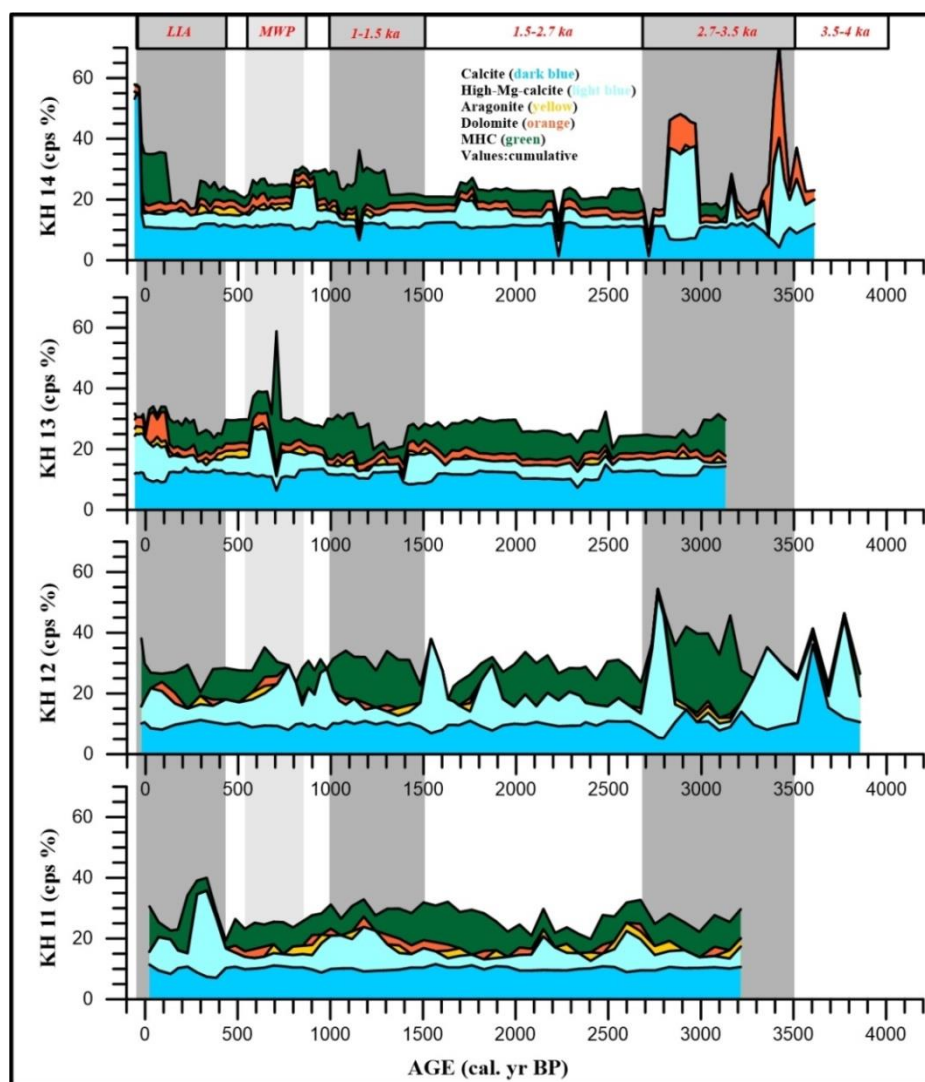 LIA MWP 1-1.5 ka 1.5-2.7 ka 2.7-3.5 ka 3.5-4 ka
Calcite (dark blue)
High-Mg-calcite (light blue)
Aragonite (yellow)
Dolomite (orange)
MHC (green)
Values:cumulative
KH 14 (cps %)
60
40
20
0
0 500 1000 1500 2000 2500 3000 3500 4000
KH 13 (cps %)
60
40
20
0
0 500 1000 1500 2000 2500 3000 3500 4000
KH 12 (cps %)
60
40
20
0
0 500 1000 1500 2000 2500 3000 3500 4000
KH 11 (cps %)
60
40
20
0
0 500 1000 1500 2000 2500 3000 3500 4000
AGE (cal. yr BP)